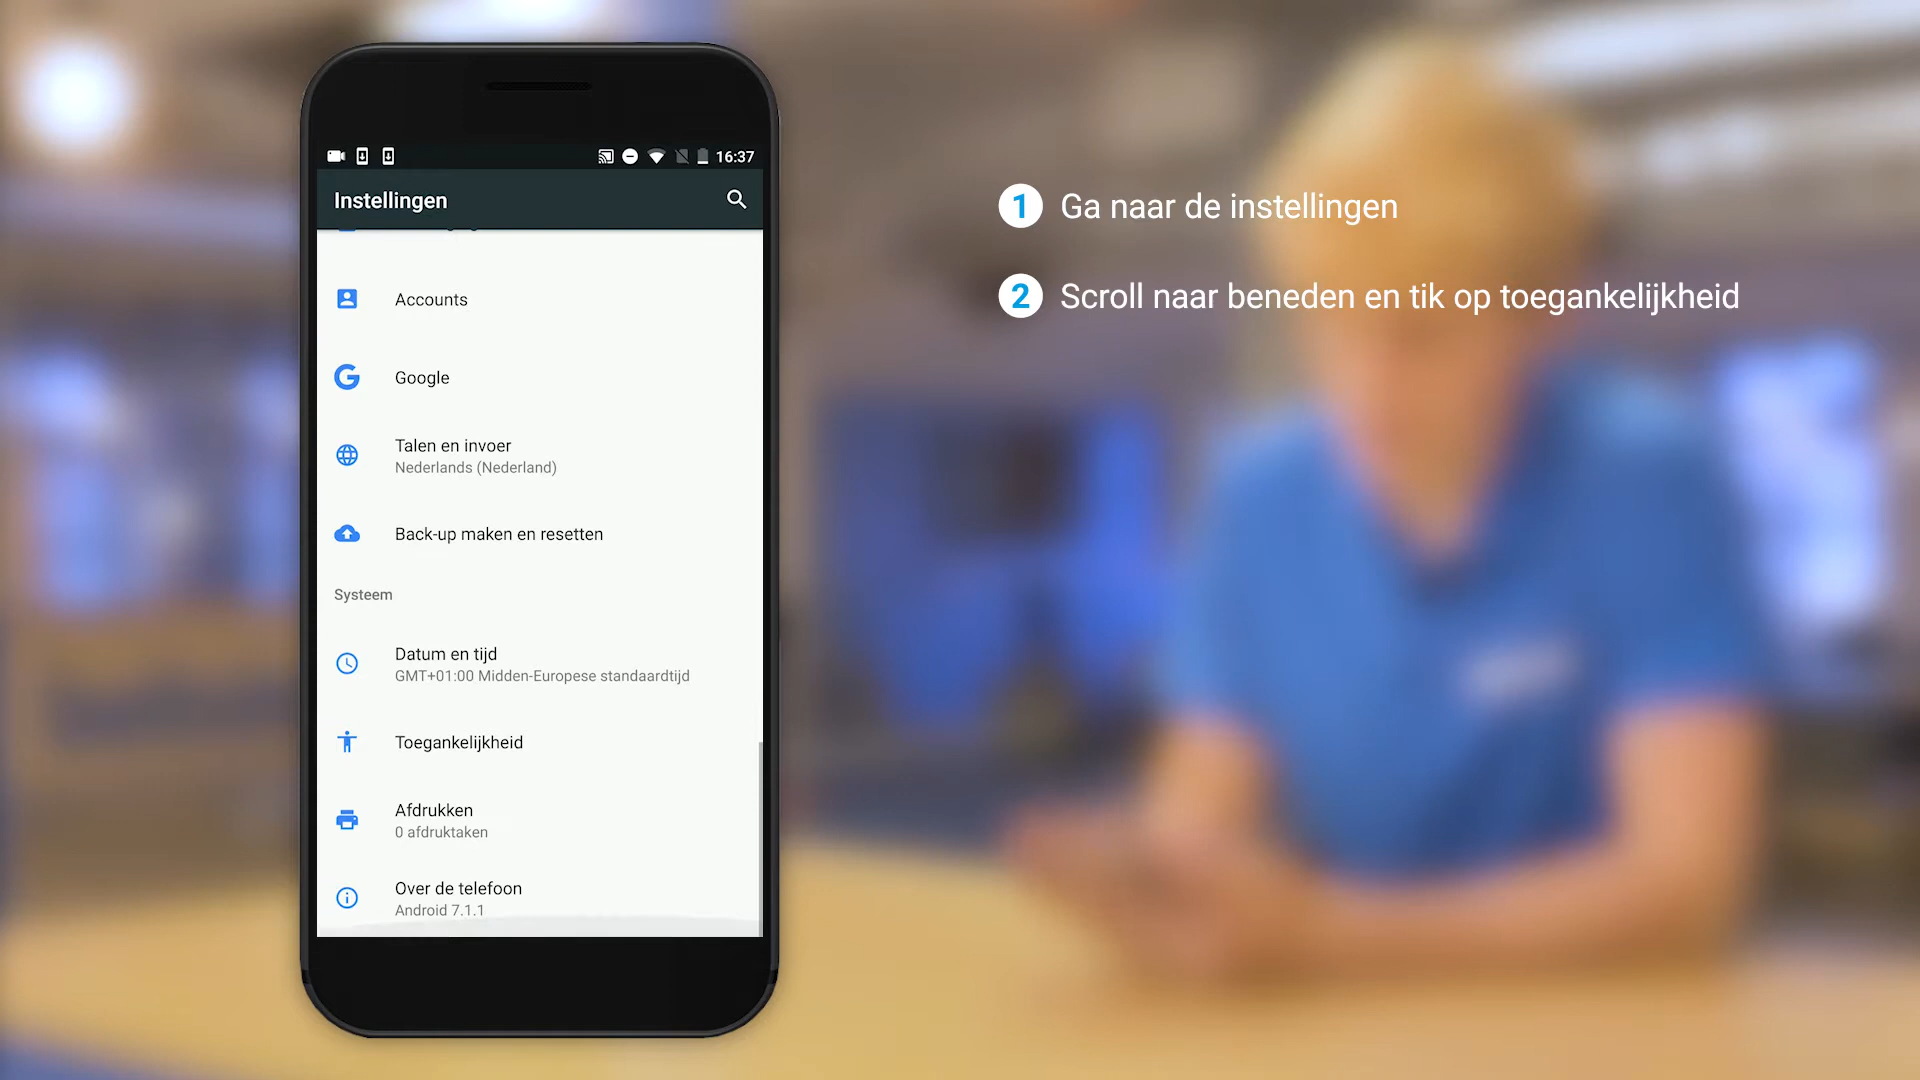 16:37
Instellingen
Accounts
Google
Talen en invoer
Nederlands (Nederland)
Back-up maken en resetten
Systeem
Datum en tijd
GMT+01:00 Midden-Europese standaardtijd
Toegankelijkheid
Afdrukken
0 afdruktaken
Over de telefoon
Android 7.1.1
1 Ga naar de instellingen
2 Scroll naar beneden en tik op toegankelijkheid